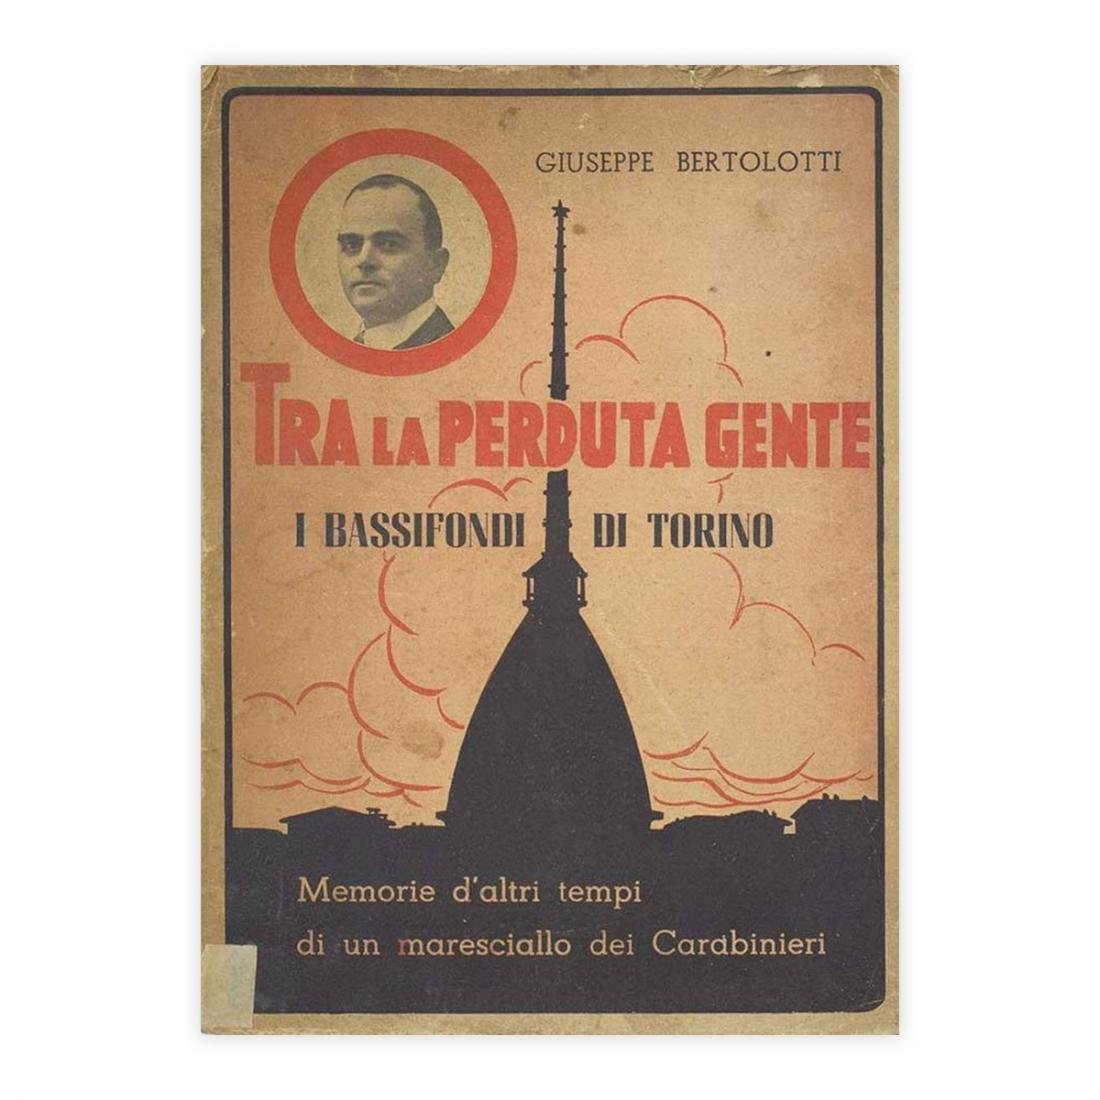 GIUSEPPE BERTOLOTTI
TRA LA PERDUTA GENTE
I BASSIFONDI DI TORINO
Memorie d'altri tempi
di un maresciallo dei Carabinieri